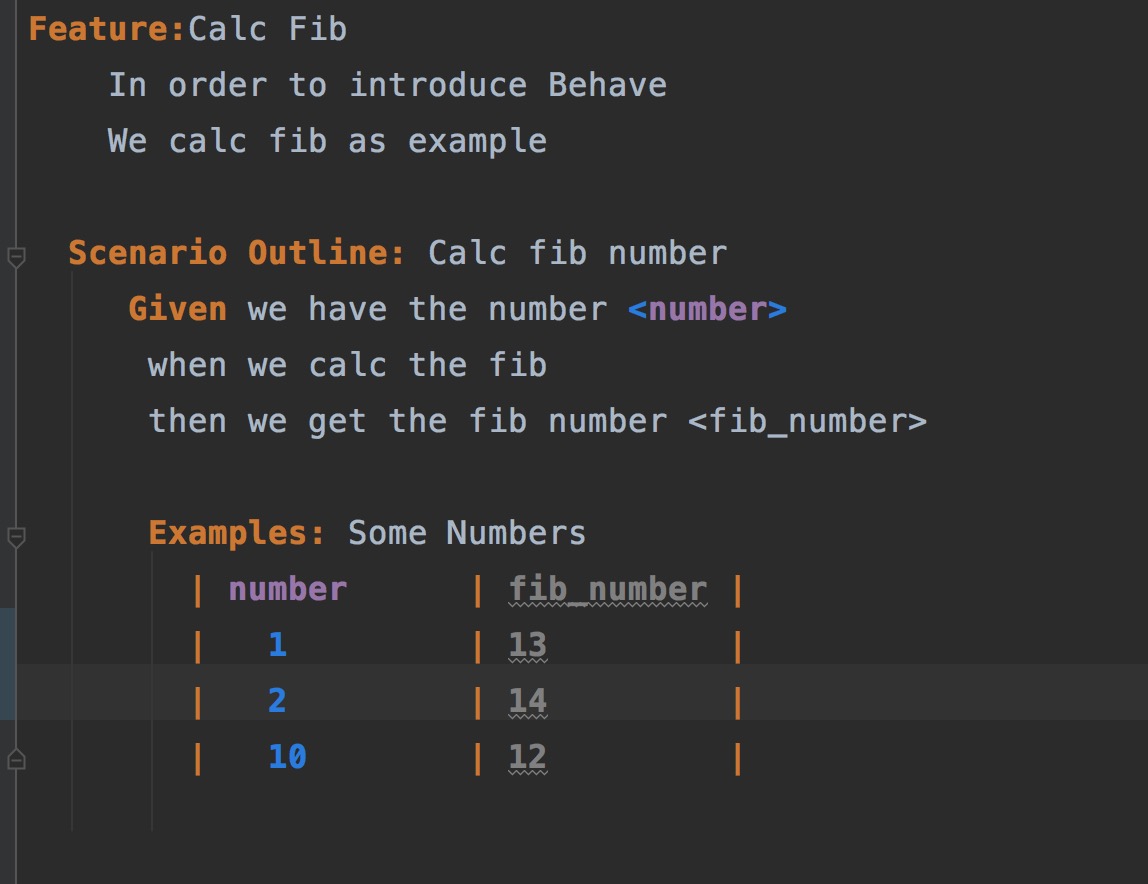 Feature:Calc Fib
In order to introduce Behave
We calc fib as example
Scenario Outline: Calc fib number
Given we have the number <number>
when we calc the fib
then we get the fib number <fib_number>
Examples: Some Numbers
| number | fib_number |
| 1 | 13 |
| 2 | 14 |
| 10 | 12 |